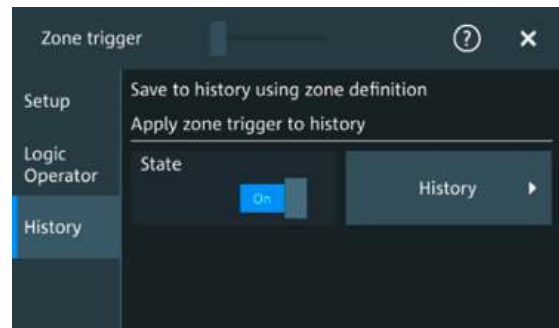 Zone trigger
?
×
Setup
Logic
Operator
History
Save to history using zone definition
Apply zone trigger to history
State
On
History